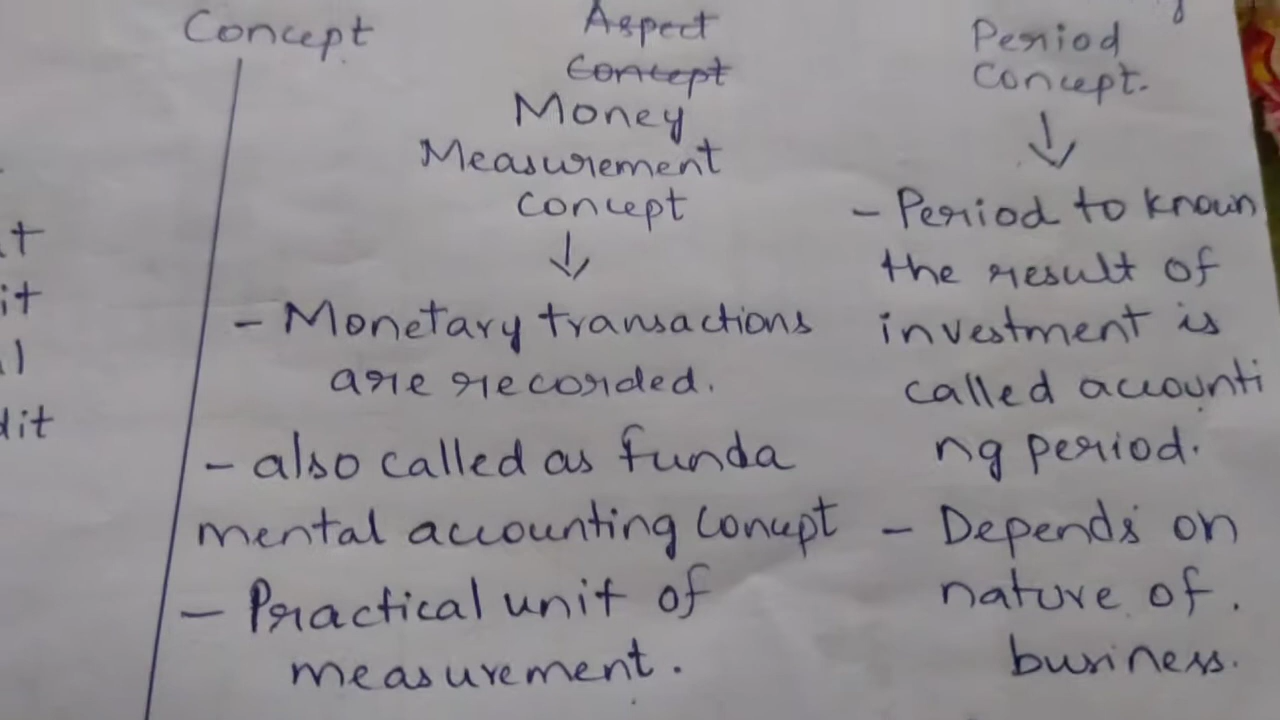 Concept
Aspect
Concept
Money
Measurement
concept
- Monetary transactions
are recorded.
- also called as funda
mental accounting concept
- Practical unit of
measurement.
Period
Concept.
- Period to known
the result of
investment is
called accounti
ng period.
- Depends on
nature of.
business.
it
dit